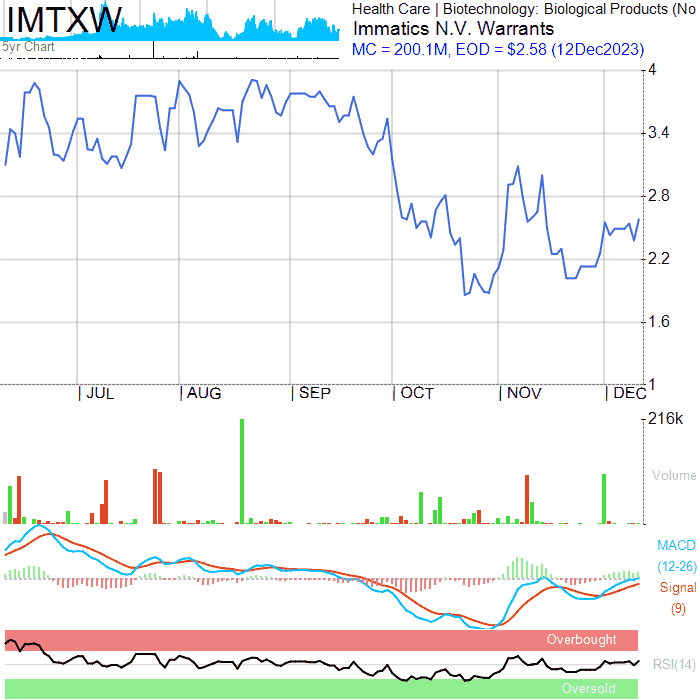 IMTXW
5yr Chart
Health Care | Biotechnology: Biological Products (No
Immatics N.V. Warrants
MC = 200.1M, EOD = $2.58 (12Dec2023)
4
3.4
2.8
2.2
1.6
1
JUL AUG SEP OCT NOV DEC
216k
Volume
MACD
(12-26)
Signal
(9)
Overbought
RSI(14)
Oversold